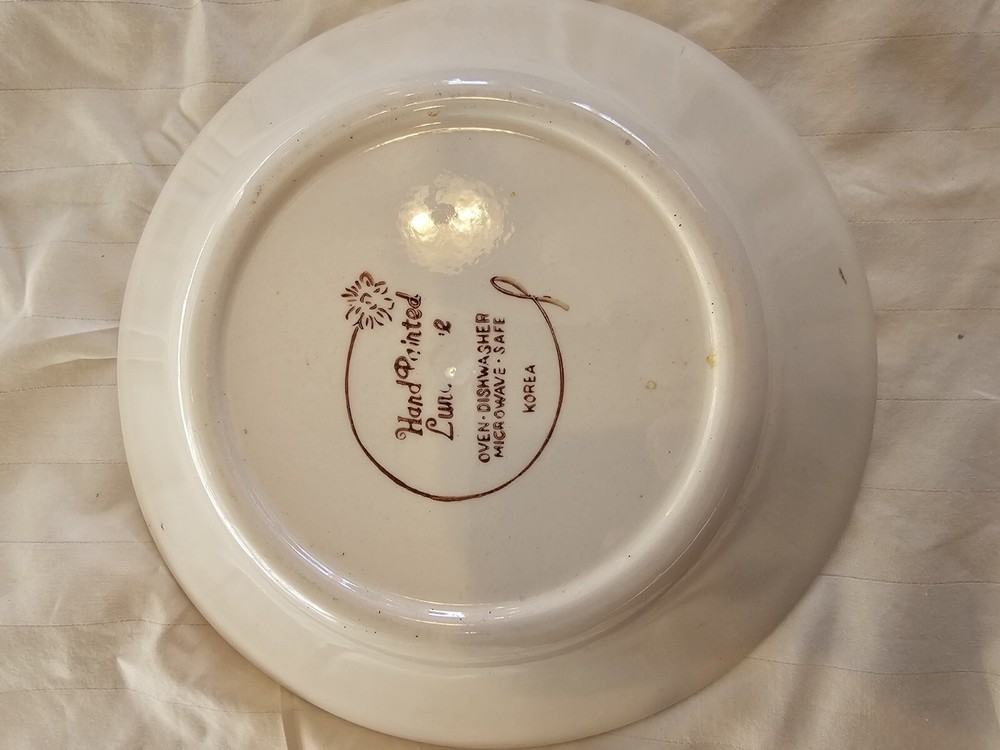 Hand Painted
OVEN·DISHWASHER
MICROWAVE·SAFE
KOREA